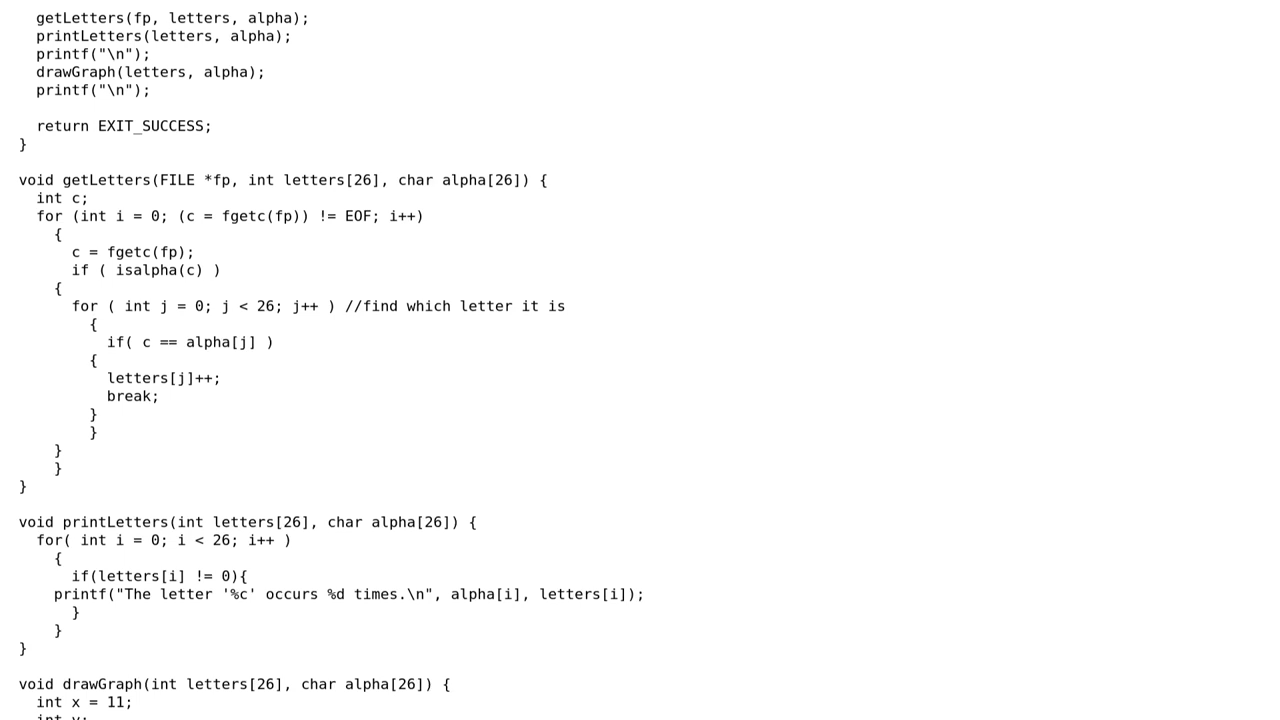 getLetters(fp, letters, alpha);
printLetters(letters, alpha);
printf("\n");
drawGraph(letters, alpha);
printf("\n");
return EXIT_SUCCESS;
}
void getLetters(FILE *fp, int letters[26], char alpha[26]) {
int c;
for (int i = 0; (c = fgetc(fp)) != EOF; i++)
{
c = fgetc(fp);
if ( isalpha(c) )
{
for ( int j = 0; j < 26; j++ ) //find which letter it is
{
if( c == alpha[j] )
{
letters[j]++;
break;
}
}
}
}
}
void printLetters(int letters[26], char alpha[26]) {
for( int i = 0; i < 26; i++ )
{
if(letters[i] != 0){
printf("The letter '%c' occurs %d times.\n", alpha[i], letters[i]);
}
}
}
void drawGraph(int letters[26], char alpha[26]) {
int x = 11;
int y;